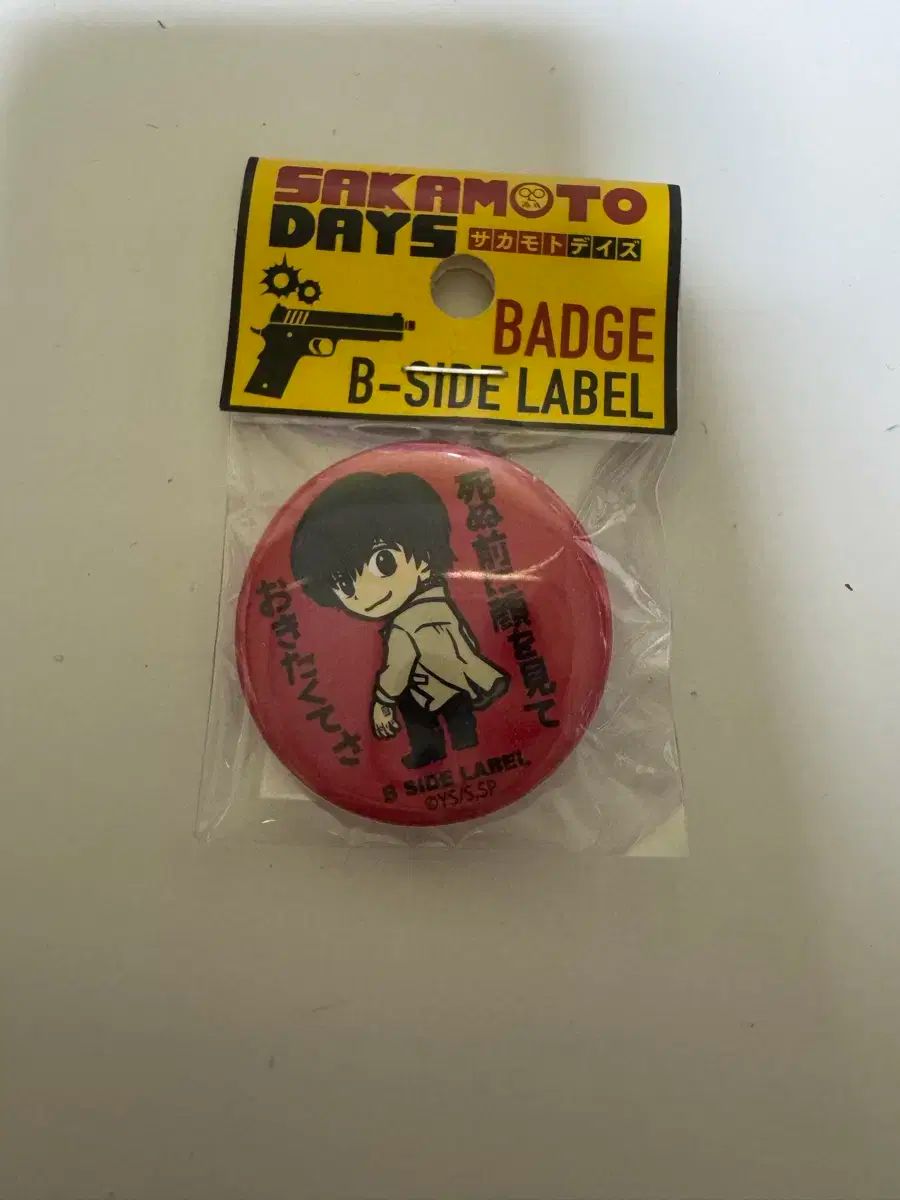 SAKAMOTO
DAYS サカモトデイズ
BADGE
B-SIDE LABEL
死ぬ前に顔を見て
おきたくてさ
B SIDE LABEL
©YS/S,SP